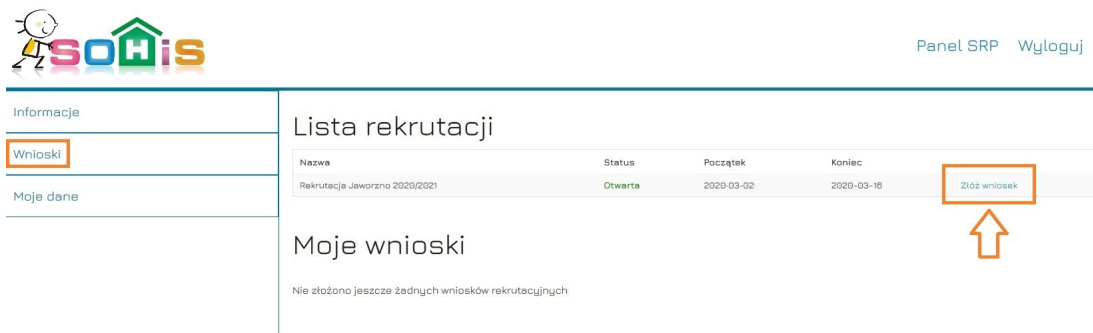 SOHiS
Panel SRP Wyloguj
Informacje
Wnioski
Moje dane
Lista rekrutacji
Nazwa Status Początek Koniec
Rekrutacja Jaworzno 2020/2021 Otwarta 2020-03-02 2020-03-16 Złóż wniosek
Moje wnioski
Nie złożono jeszcze żadnych wniosków rekrutacyjnych